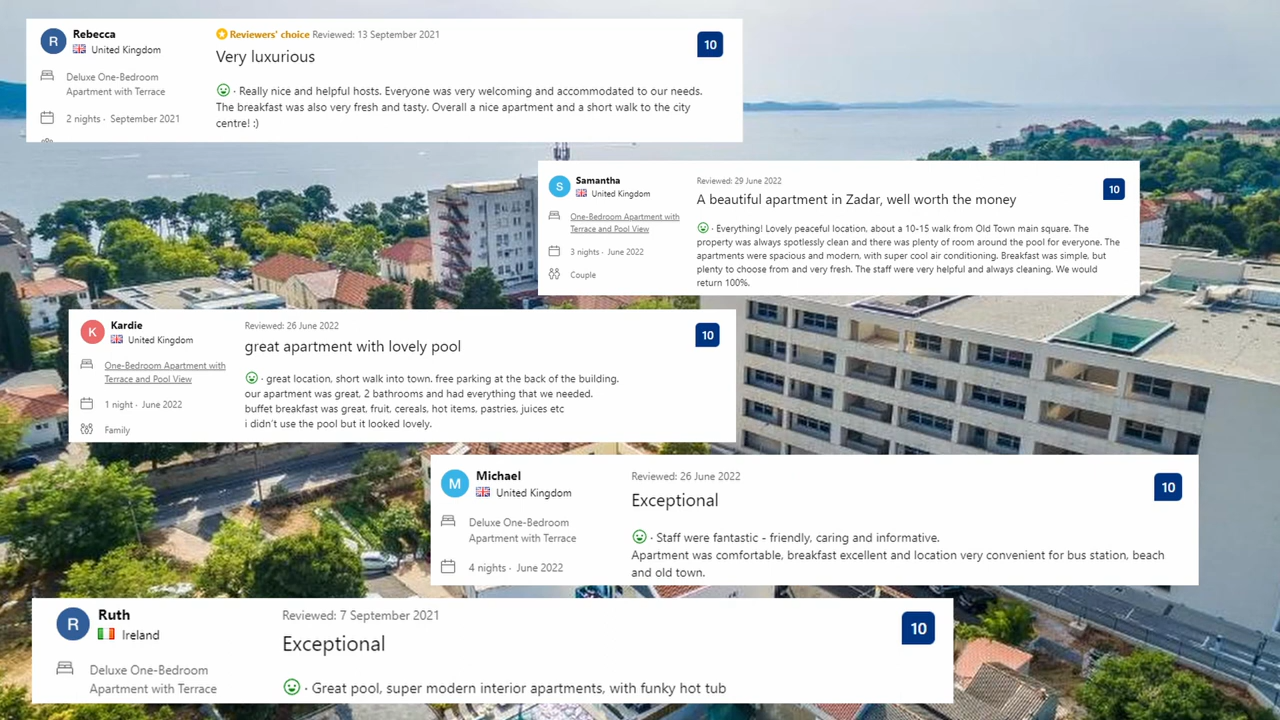 R
Rebecca
United Kingdom
Deluxe One-Bedroom
Apartment with Terrace
2 nights · September 2021
Reviewers' choice Reviewed: 13 September 2021
Very luxurious
10
· Really nice and helpful hosts. Everyone was very welcoming and accommodated to our needs.
The breakfast was also very fresh and tasty. Overall a nice apartment and a short walk to the city
centre! :)
S
Samantha
United Kingdom
One-Bedroom Apartment with
Terrace and Pool View
3 nights · June 2022
Couple
Reviewed: 29 June 2022
A beautiful apartment in Zadar, well worth the money
10
· Everything! Lovely peaceful location, about a 10-15 walk from Old Town main square. The
property was always spotlessly clean and there was plenty of room around the pool for everyone. The
apartments were spacious and modern, with super cool air conditioning. Breakfast was simple, but
plenty to choose from and very fresh. The staff were very helpful and always cleaning. We would
return 100%.
K
Kardie
United Kingdom
One-Bedroom Apartment with
Terrace and Pool View
1 night · June 2022
Family
Reviewed: 26 June 2022
great apartment with lovely pool
10
· great location, short walk into town. free parking at the back of the building.
our apartment was great, 2 bathrooms and had everything that we needed.
buffet breakfast was great, fruit, cereals, hot items, pastries, juices etc
i didn't use the pool but it looked lovely.
M
Michael
United Kingdom
Deluxe One-Bedroom
Apartment with Terrace
4 nights · June 2022
Reviewed: 26 June 2022
Exceptional
10
· Staff were fantastic - friendly, caring and informative.
Apartment was comfortable, breakfast excellent and location very convenient for bus station, beach
and old town.
R
Ruth
Ireland
Deluxe One-Bedroom
Apartment with Terrace
Reviewed: 7 September 2021
Exceptional
10
· Great pool, super modern interior apartments, with funky hot tub